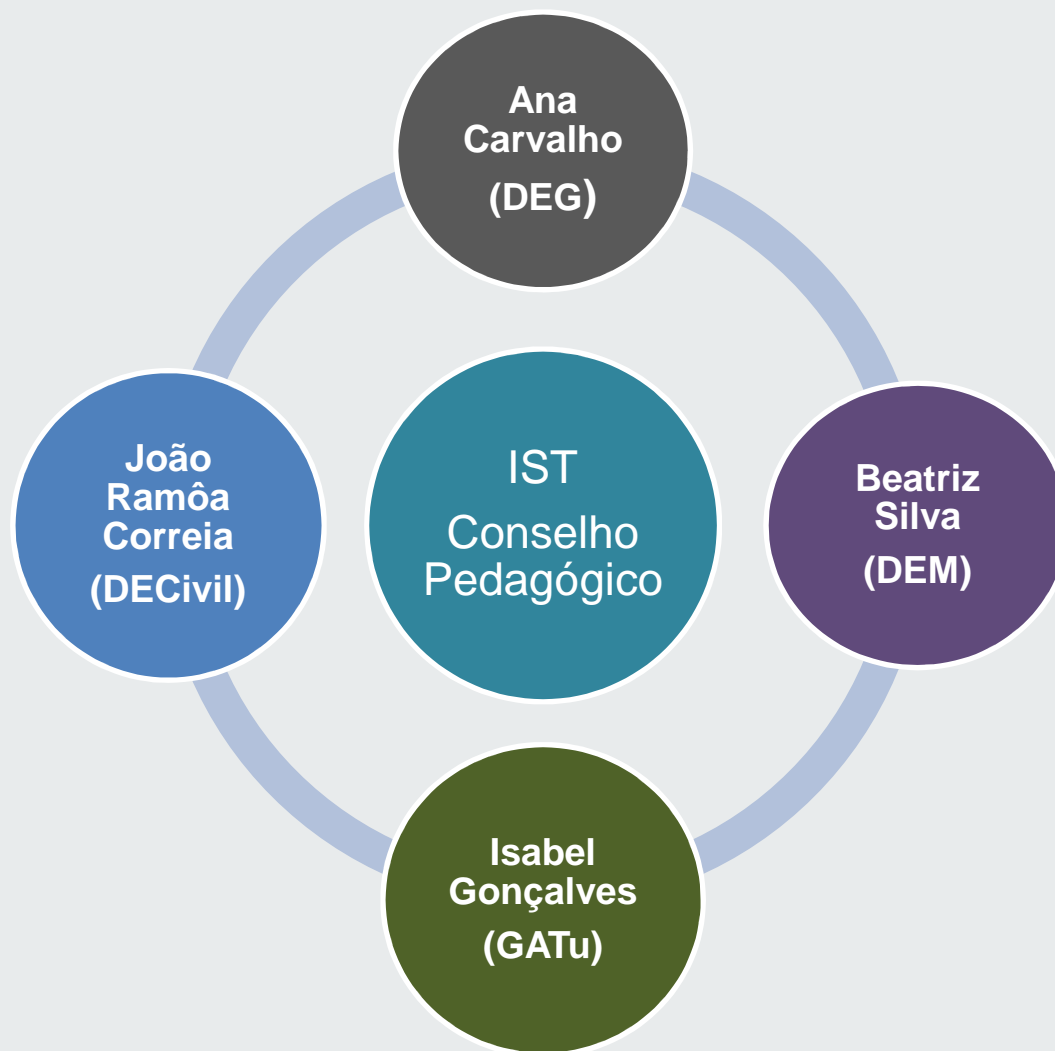 Ana
Carvalho
(DEG)
João
Ramôa
Correia
(DECivil)
IST
Conselho
Pedagógico
Beatriz
Silva
(DEM)
Isabel
Gonçalves
(GATu)